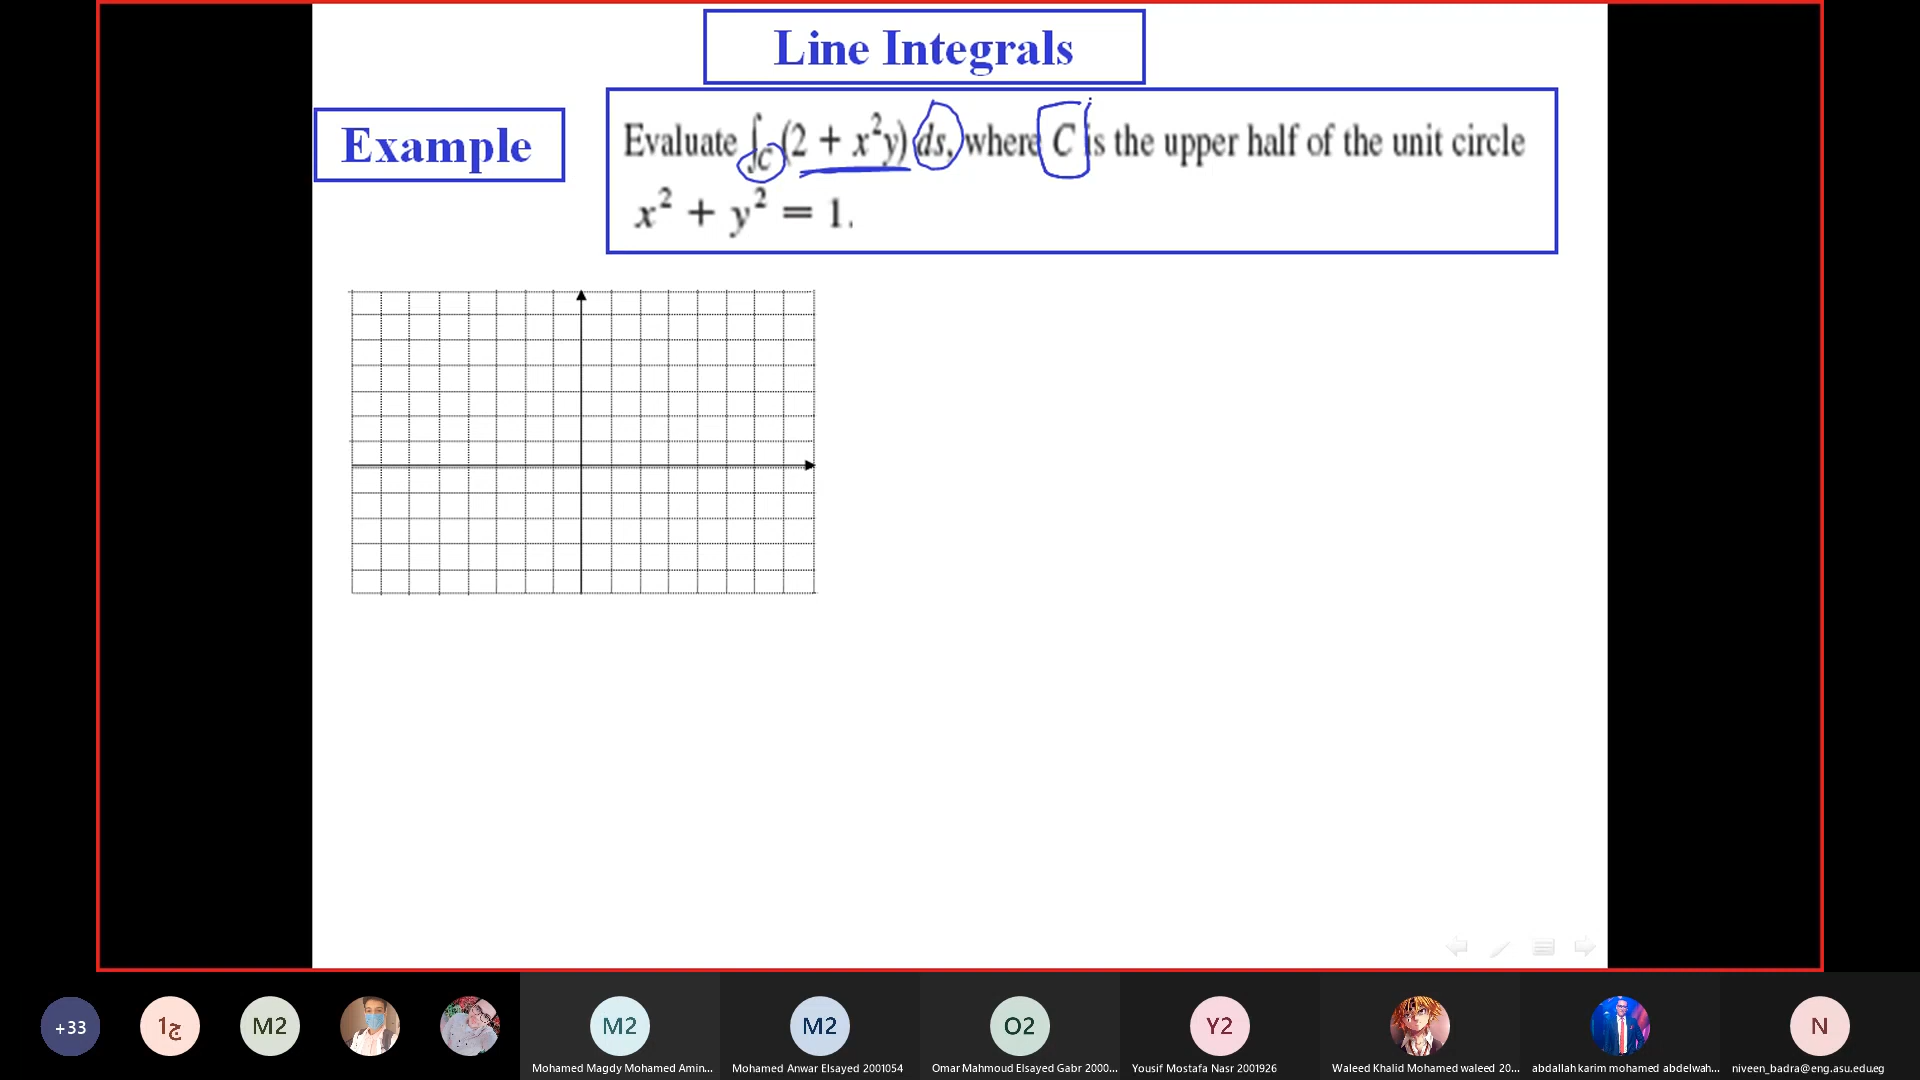 Line Integrals
Example
Evaluate ∫_C (2 + x²y) ds, where C is the upper half of the unit circle
x² + y² = 1.
+33
ج1
M2
M2
M2
O2
Y2
N
Mohamed Magdy Mohamed Amin...
Mohamed Anwar Elsayed 2001054
Omar Mahmoud Elsayed Gabr 2000...
Yousif Mostafa Nasr 2001926
Waleed Khalid Mohamed waleed 20...
abdallah karim mohamed abdelwah...
niveen_badra@eng.asu.edu.eg